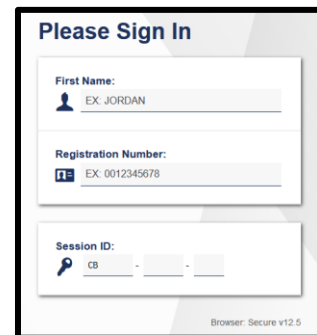 Please Sign In
First Name:
EX: JORDAN
Registration Number:
EX: 0012345678
Session ID:
CB - -
Browser: Secure v12.5